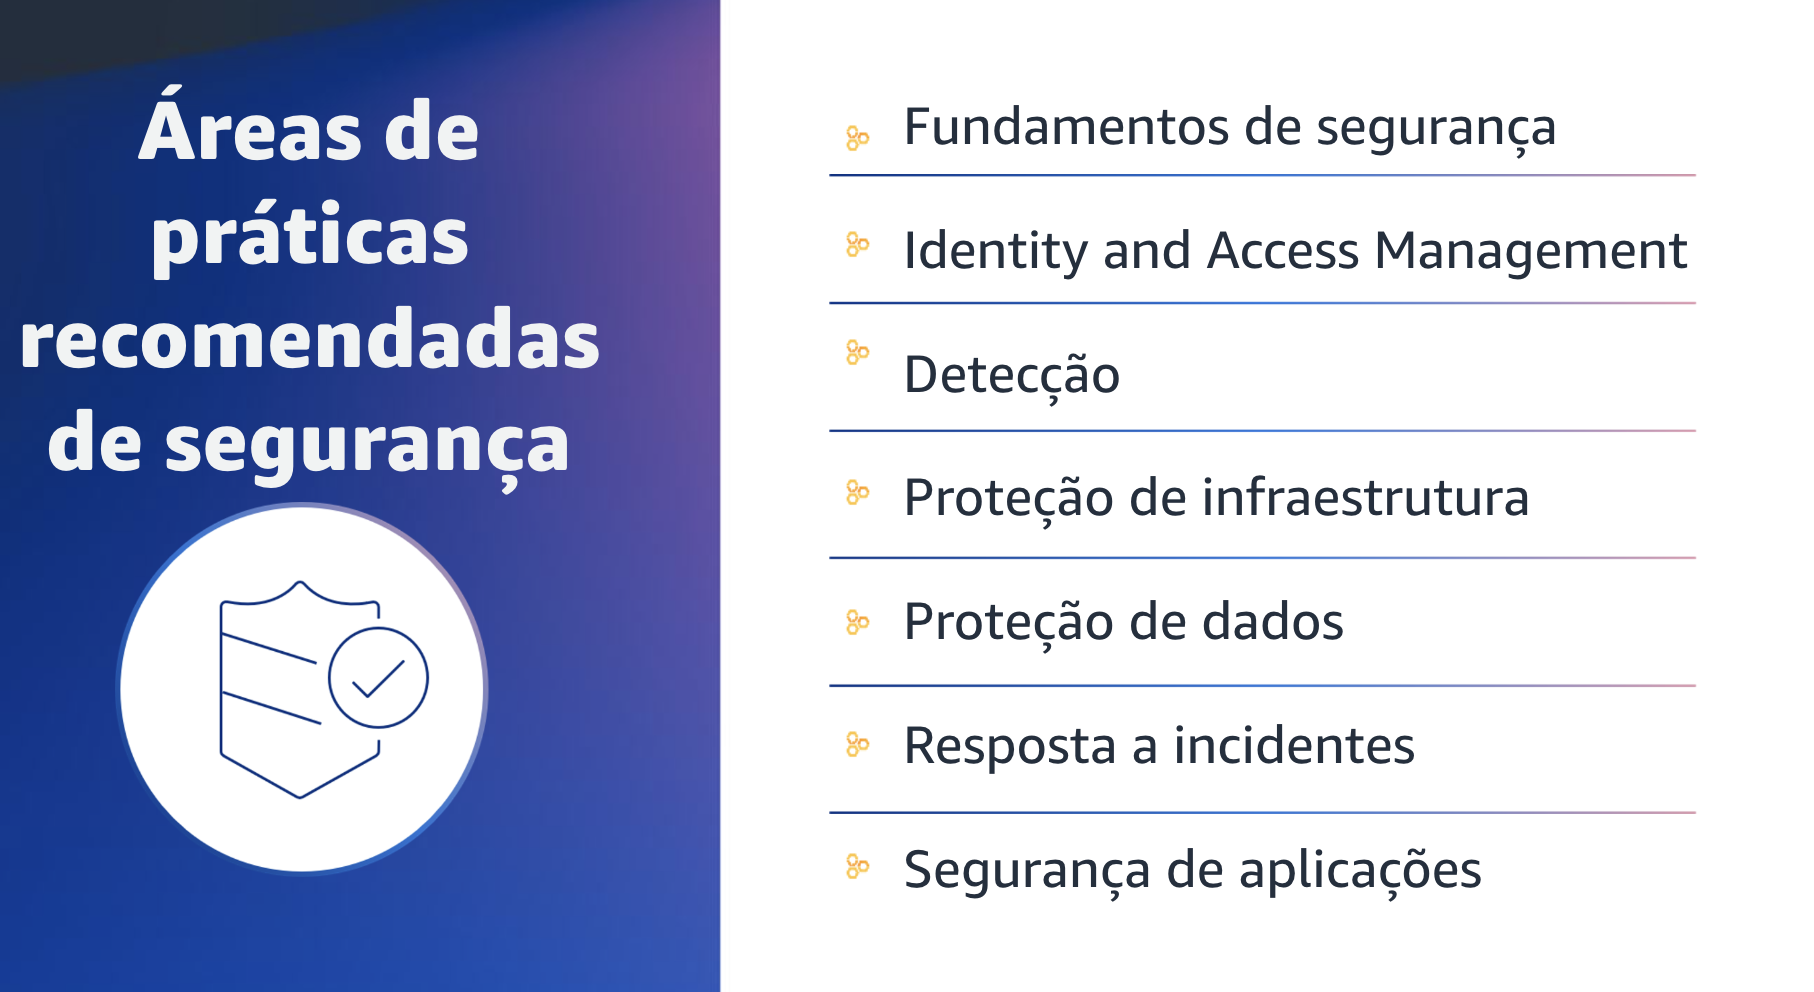 Áreas de
práticas
recomendadas
de segurança
Fundamentos de segurança
Identity and Access Management
Detecção
Proteção de infraestrutura
Proteção de dados
Resposta a incidentes
Segurança de aplicações